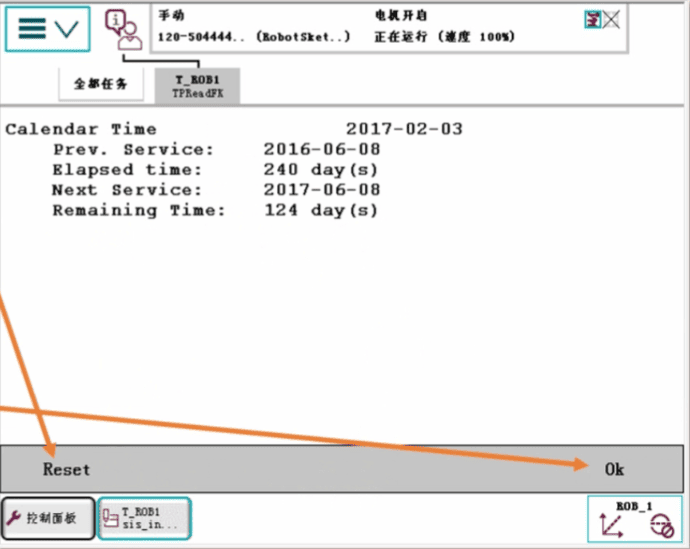 手动 电机开启
120-504444.. (RobotSket..) 正在运行 (速度 100%)
全部任务 T_ROB1
TPReadFK
Calendar Time 2017-02-03
Prev. Service: 2016-06-08
Elapsed time: 240 day(s)
Next Service: 2017-06-08
Remaining Time: 124 day(s)
Reset Ok
控制面板 T_ROB1
sis_in...
ROB_1